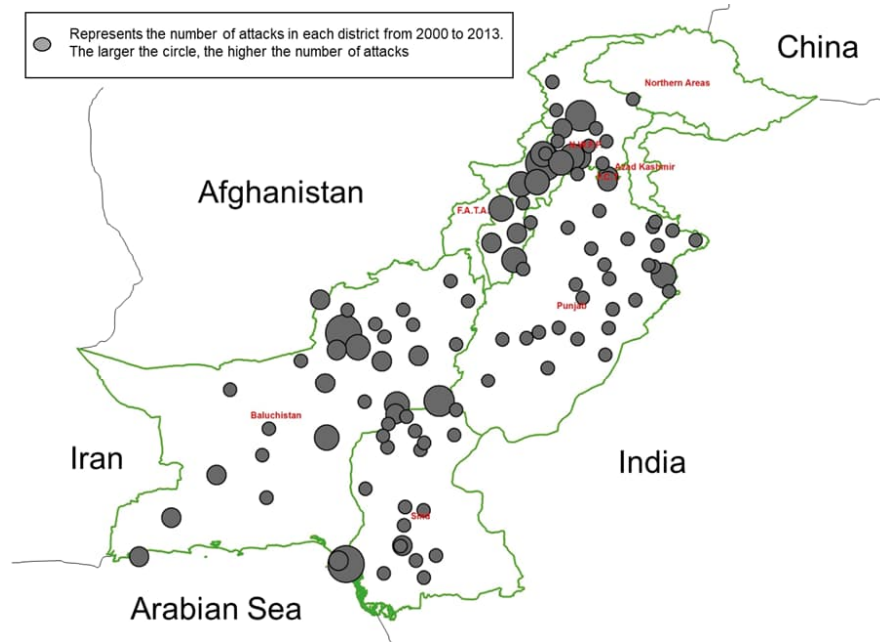 Represents the number of attacks in each district from 2000 to 2013.
The larger the circle, the higher the number of attacks
China
Northern Areas
Azad Kashmir
Afghanistan
F.A.T.A.
Punjab
Baluchistan
Iran
India
Sind
Arabian Sea